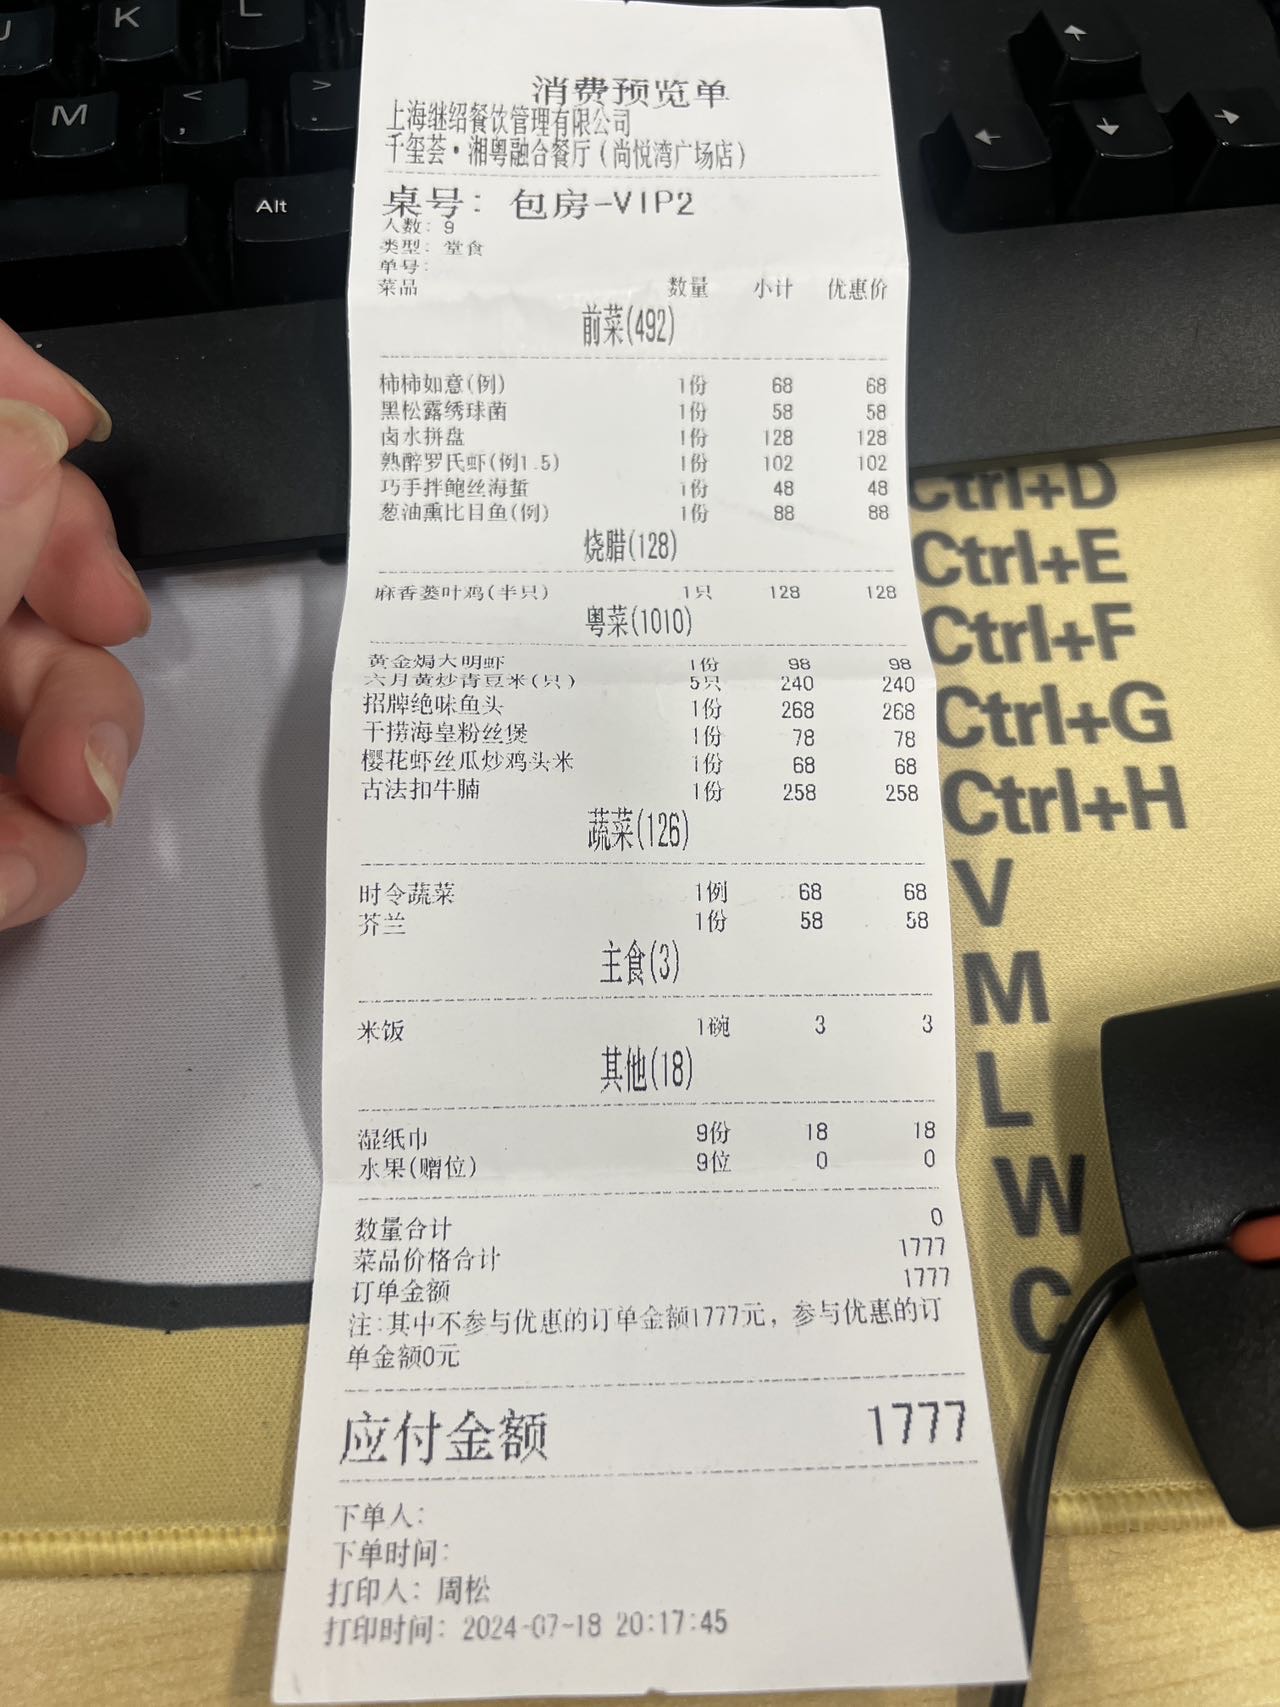 J K L
M < , >
Alt
消费预览单
上海继绍餐饮管理有限公司
千玺荟·湘粤融合餐厅(尚悦湾广场店)
桌号: 包房-VIP2
人数: 9
类型: 堂食
单号:
菜品 数量 小计 优惠价
前菜(492)
柿柿如意(例) 1份 68 68
黑松露绣球菌 1份 58 58
卤水拼盘 1份 128 128
熟醉罗氏虾(例1.5) 1份 102 102
巧手拌鲍丝海蜇 1份 48 48
葱油熏比目鱼(例) 1份 88 88
烧腊(128)
麻香蒌叶鸡(半只) 1只 128 128
粤菜(1010)
黄金焗大明虾 1份 98 98
六月黄炒青豆米(只) 5只 240 240
招牌绝味鱼头 1份 268 268
干捞海皇粉丝煲 1份 78 78
樱花虾丝瓜炒鸡头米 1份 68 68
古法扣牛腩 1份 258 258
蔬菜(126)
时令蔬菜 1例 68 68
芥兰 1份 58 58
主食(3)
米饭 1碗 3 3
其他(18)
湿纸巾 9份 18 18
水果(赠位) 9位 0 0
数量合计 0
菜品价格合计 1777
订单金额 1777
注:其中不参与优惠的订单金额1777元, 参与优惠的订
单金额0元
应付金额 1777
下单人:
下单时间:
打印人: 周松
打印时间: 2024-07-18 20:17:45
Ctrl+D
Ctrl+E
Ctrl+F
Ctrl+G
Ctrl+H
V
M
L
W
C